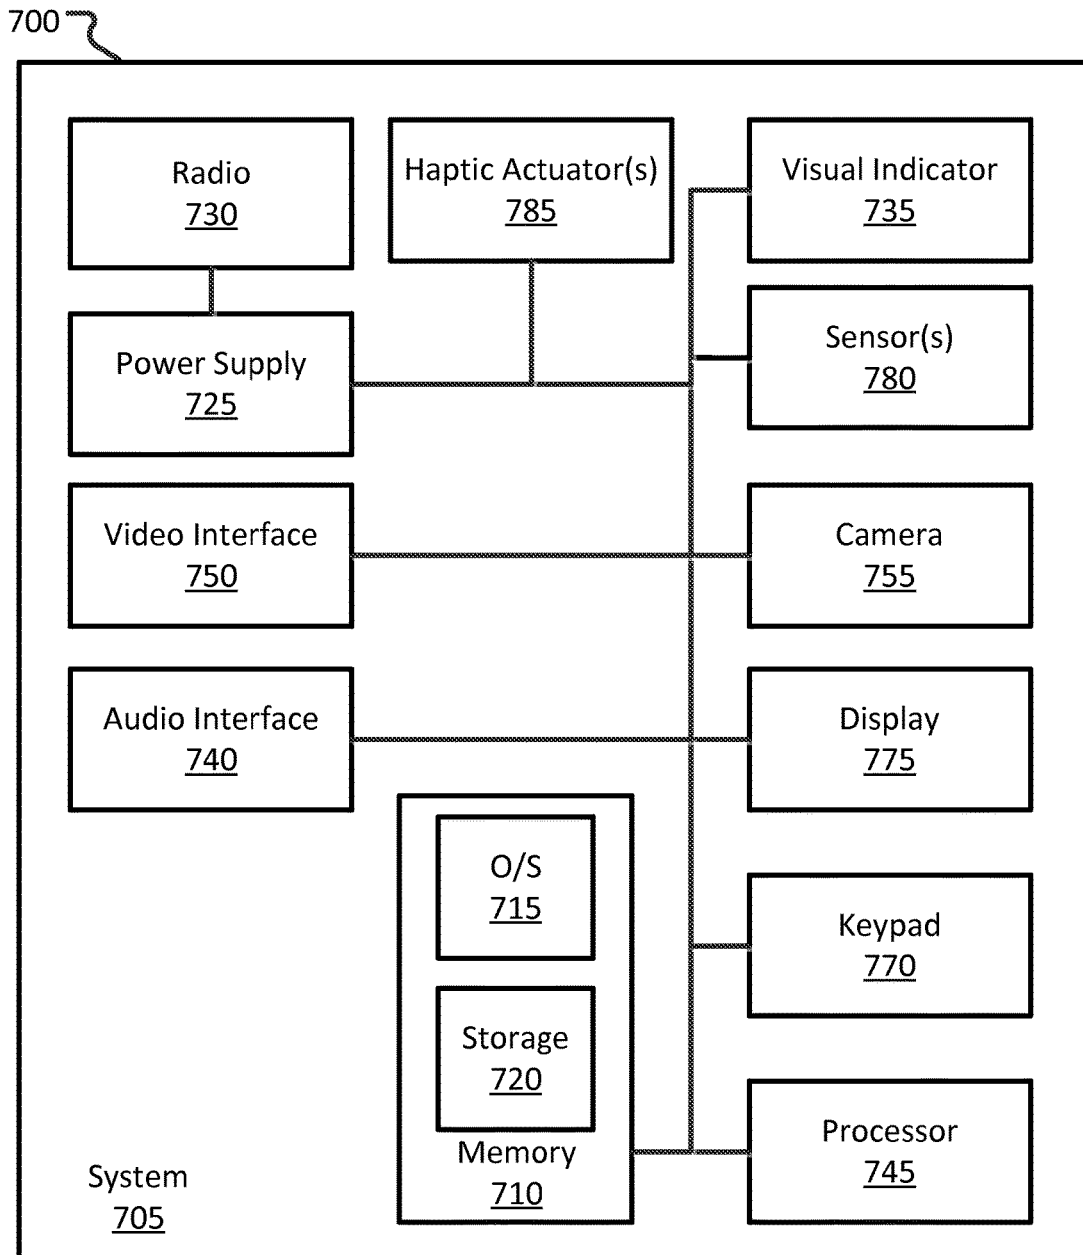 700
Radio
730
Haptic Actuator(s)
785
Visual Indicator
735
Power Supply
725
Sensor(s)
780
Video Interface
750
Camera
755
Audio Interface
740
Display
775
O/S
715
Keypad
770
Storage
720
Memory
710
Processor
745
System
705